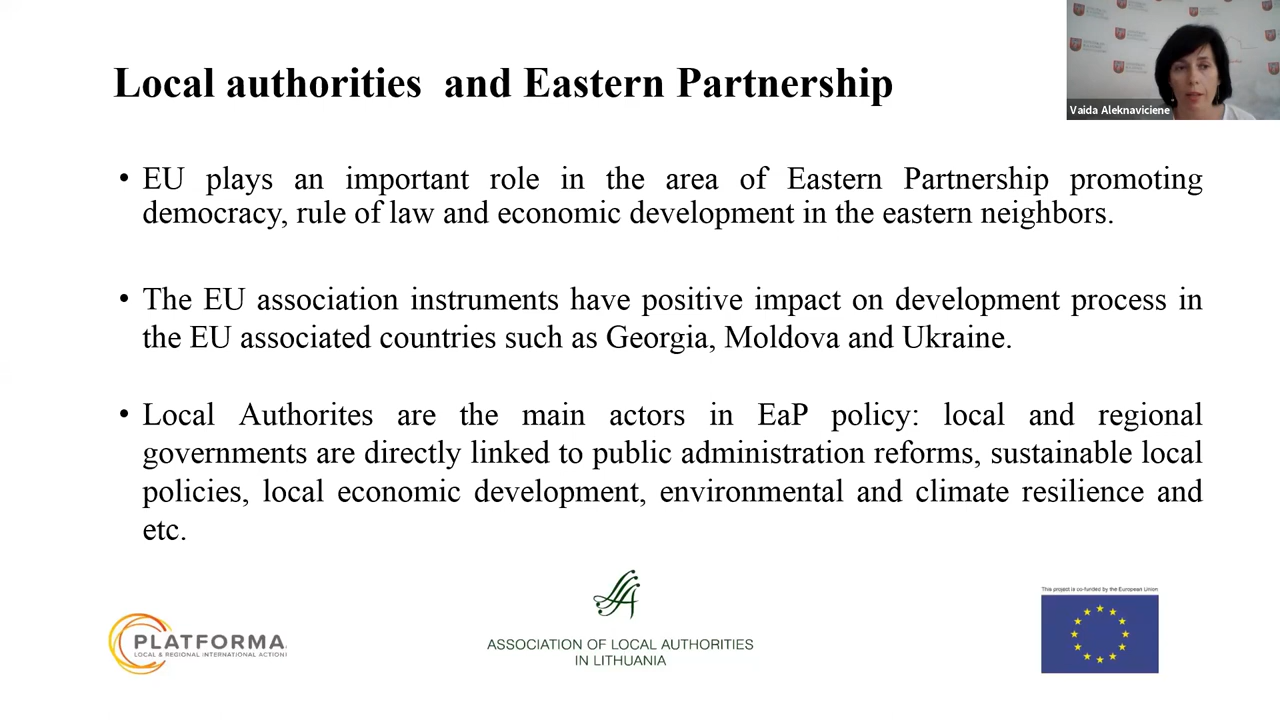 Local authorities and Eastern Partnership
Vaida Aleknaviciene
• EU plays an important role in the area of Eastern Partnership promoting
democracy, rule of law and economic development in the eastern neighbors.
• The EU association instruments have positive impact on development process in
the EU associated countries such as Georgia, Moldova and Ukraine.
• Local Authorites are the main actors in EaP policy: local and regional
governments are directly linked to public administration reforms, sustainable local
policies, local economic development, environmental and climate resilience and
etc.
PLATFORMA
LOCAL & REGIONAL INTERNATIONAL ACTION
ASSOCIATION OF LOCAL AUTHORITIES
IN LITHUANIA
This project is co-funded by the European Union